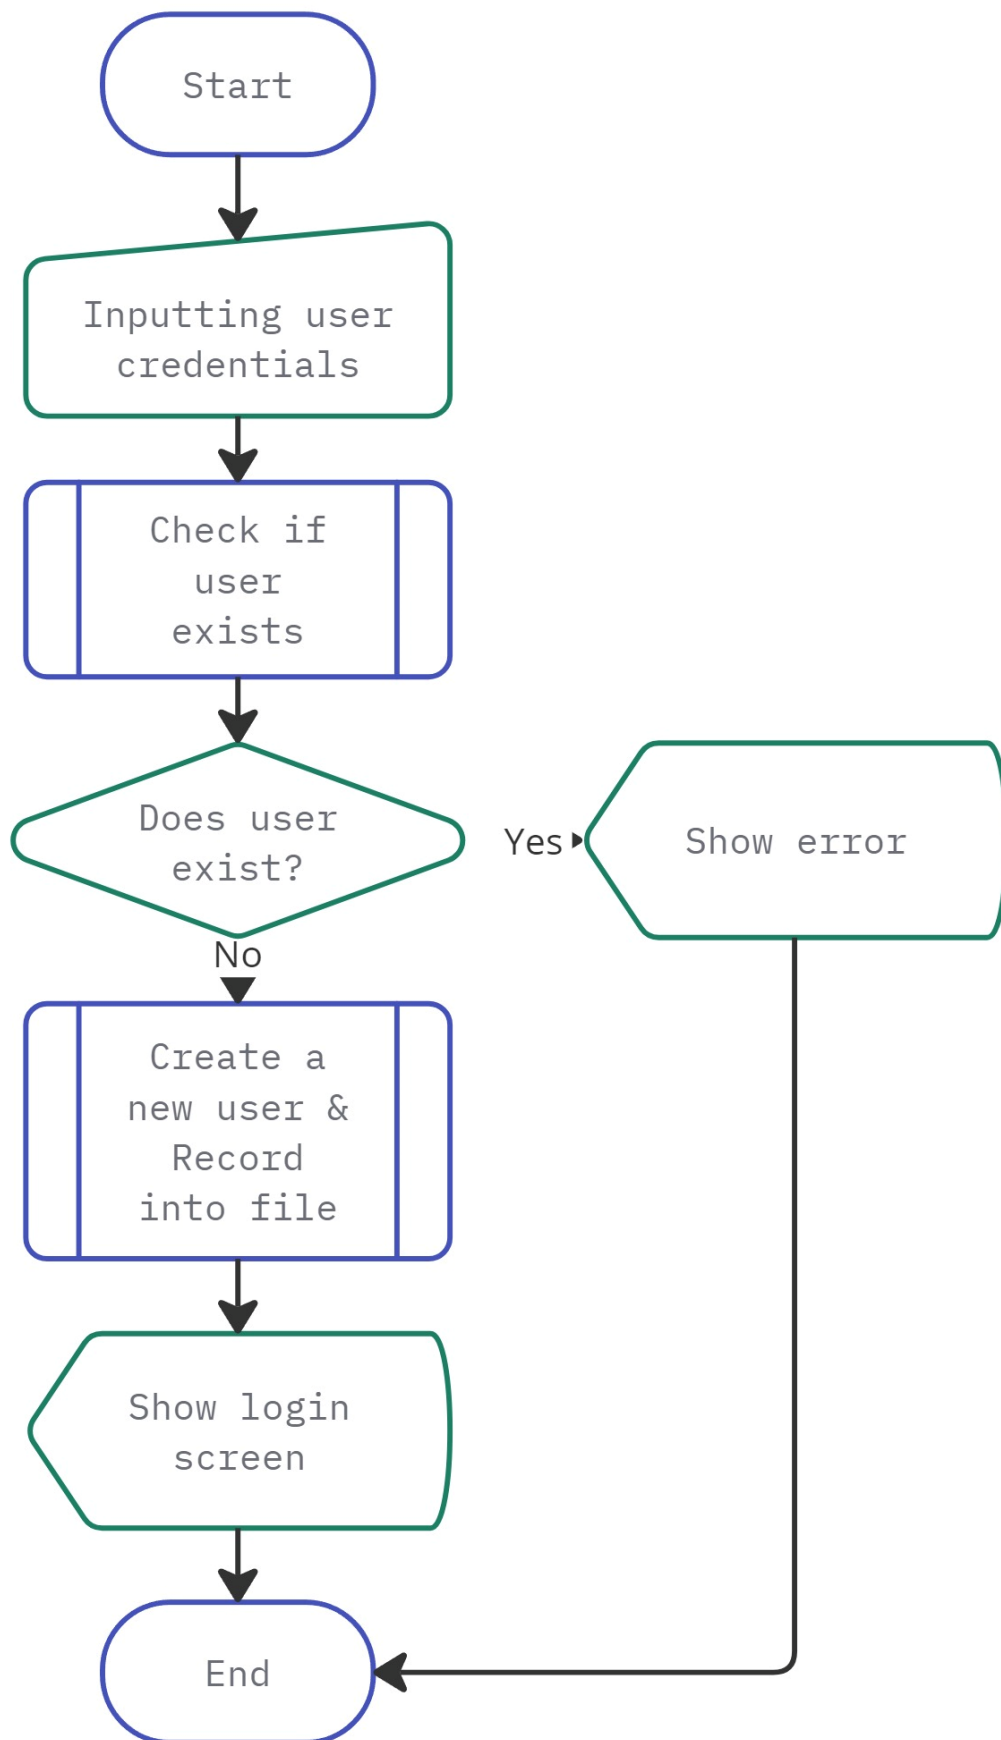 Start
Inputting user
credentials
Check if
user
exists
Does user
exist?
Yes
Show error
No
Create a
new user &
Record
into file
Show login
screen
End